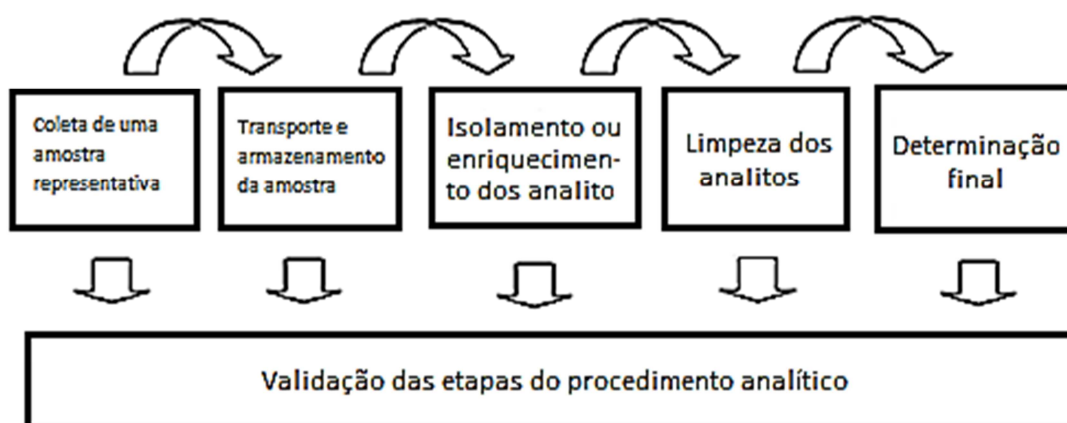 Coleta de uma
amostra
representativa
Transporte e
armazenamento
da amostra
Isolamento ou
enriquecimen-
to dos analito
Limpeza dos
analitos
Determinação
final
Validação das etapas do procedimento analítico